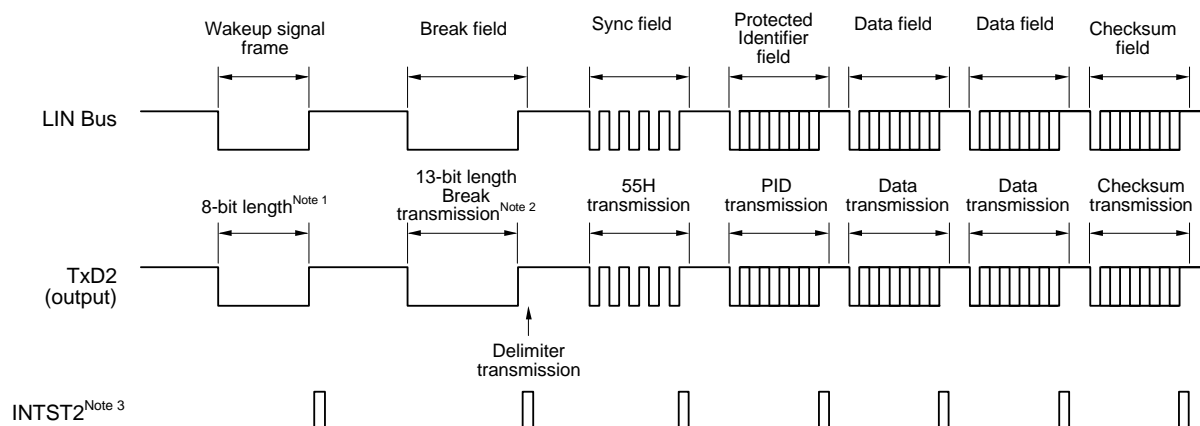 Wakeup signal
frame
Break field
Sync field
Protected
Identifier
field
Data field
Data field
Checksum
field
LIN Bus
8-bit length Note 1
13-bit length
Break
transmission Note 2
55H
transmission
PID
transmission
Data
transmission
Data
transmission
Checksum
transmission
TxD2
(output)
Delimiter
transmission
INTST2 Note 3